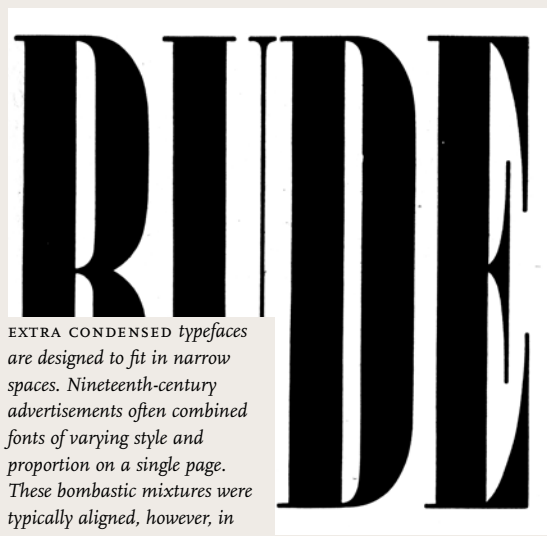 RUDE
EXTRA CONDENSED typefaces
are designed to fit in narrow
spaces. Nineteenth-century
advertisements often combined
fonts of varying style and
proportion on a single page.
These bombastic mixtures were
typically aligned, however, in